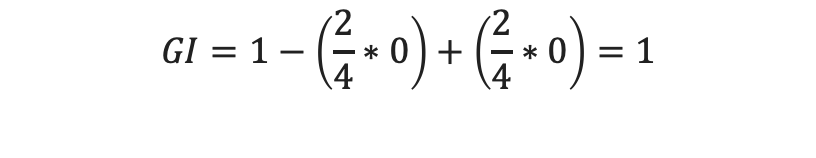 GI = 1 − (2/4 * 0) + (2/4 * 0) = 1